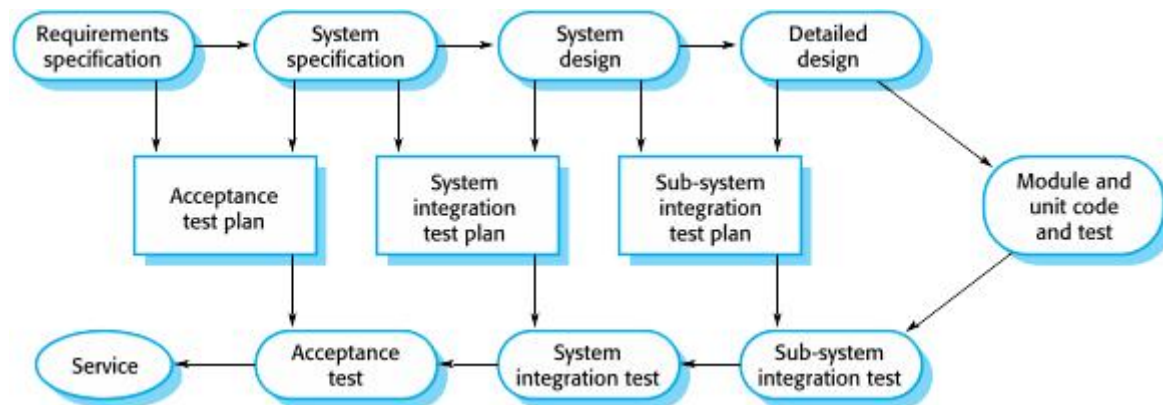 Requirements
specification
System
specification
System
design
Detailed
design
Acceptance
test plan
System
integration
test plan
Sub-system
integration
test plan
Module and
unit code
and test
Service
Acceptance
test
System
integration test
Sub-system
integration test